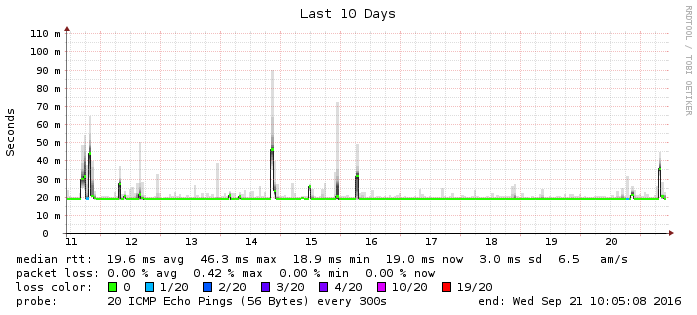 Last 10 Days
RRDTOOL / TOBI OETIKER
Seconds
110 m
100 m
90 m
80 m
70 m
60 m
50 m
40 m
30 m
20 m
10 m
0
11 12 13 14 15 16 17 18 19 20
median rtt: 19.6 ms avg 46.3 ms max 18.9 ms min 19.0 ms now 3.0 ms sd 6.5 am/s
packet loss: 0.00 % avg 0.42 % max 0.00 % min 0.00 % now
loss color: 0 1/20 2/20 3/20 4/20 10/20 19/20
probe: 20 ICMP Echo Pings (56 Bytes) every 300s end: Wed Sep 21 10:05:08 2016